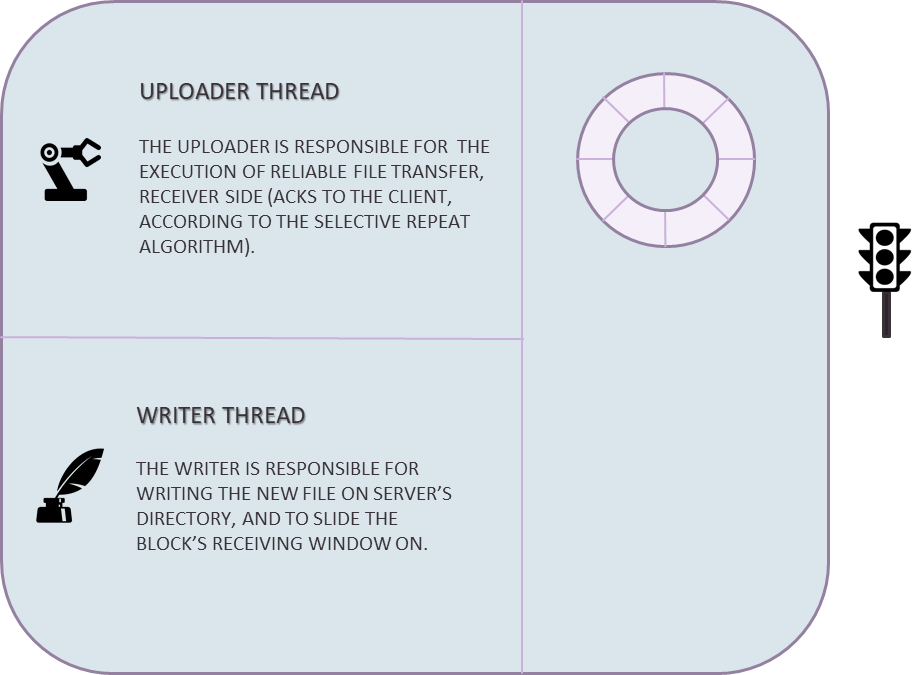 UPLOADER THREAD
THE UPLOADER IS RESPONSIBLE FOR THE
EXECUTION OF RELIABLE FILE TRANSFER,
RECEIVER SIDE (ACKS TO THE CLIENT,
ACCORDING TO THE SELECTIVE REPEAT
ALGORITHM).
WRITER THREAD
THE WRITER IS RESPONSIBLE FOR
WRITING THE NEW FILE ON SERVER’S
DIRECTORY, AND TO SLIDE THE
BLOCK’S RECEIVING WINDOW ON.